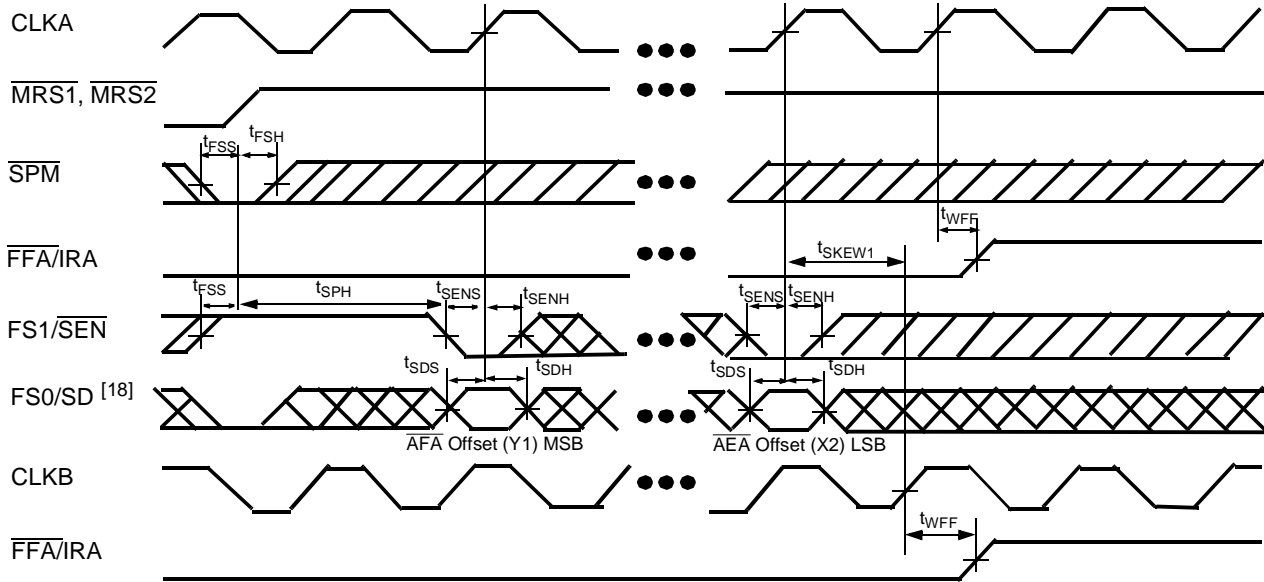 CLKA
MRS1, MRS2
tFSS
tFSH
SPM
tWFF
FFA/IRA
tSKEW1
tFSS
tSPH
tSENS
tSENH
tSENS
tSENH
FS1/SEN
tSDS
tSDH
tSDS
tSDH
FS0/SD [18]
AFA Offset (Y1) MSB
AEA Offset (X2) LSB
CLKB
tWFF
FFA/IRA